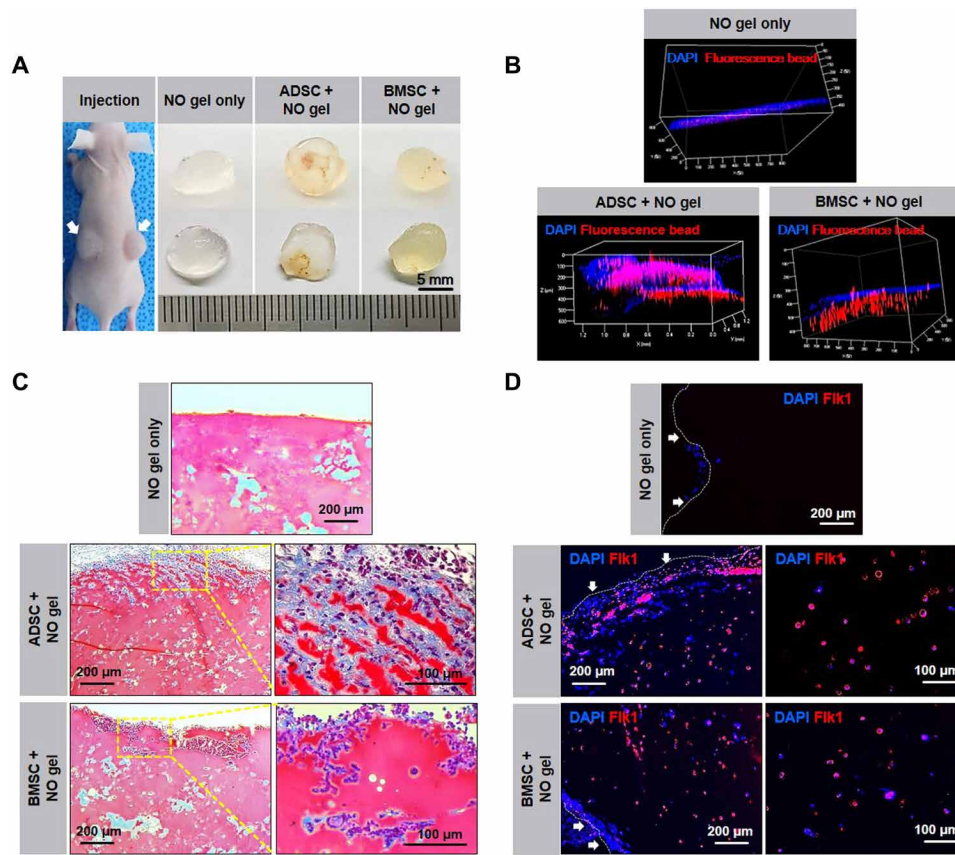 A
Injection
NO gel only
ADSC +
NO gel
BMSC +
NO gel
5 mm
B
NO gel only
DAPI Fluorescence bead
ADSC + NO gel
DAPI Fluorescence bead
BMSC + NO gel
DAPI Fluorescence bead
C
NO gel only
200 µm
ADSC +
NO gel
200 µm
100 µm
BMSC +
NO gel
200 µm
100 µm
D
NO gel only
DAPI Flk1
200 µm
ADSC +
NO gel
DAPI Flk1
200 µm
DAPI Flk1
100 µm
BMSC +
NO gel
DAPI Flk1
200 µm
DAPI Flk1
100 µm